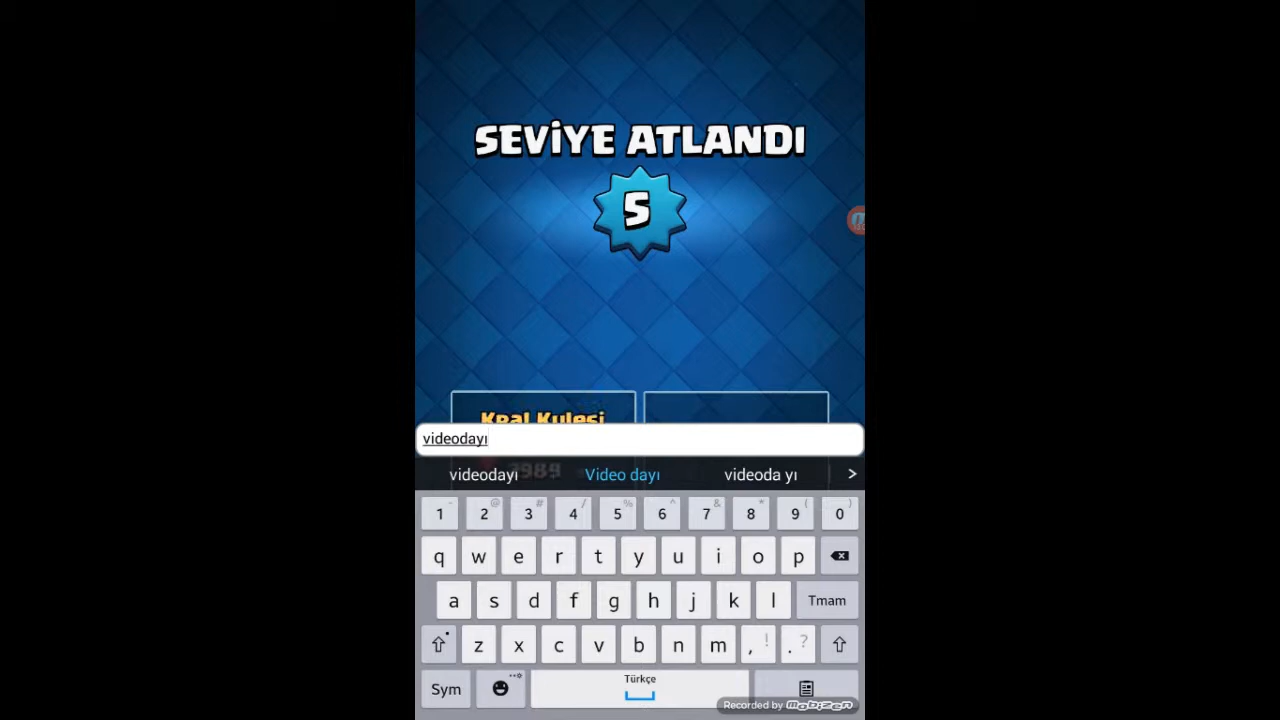 SEVİYE ATLANDI
5
Kral Kulesi
videodayı
videodayı Video dayı videoda yı >
1 2 3 4 5 6 7 8 9 0
q w e r t y u i o p
a s d f g h j k l Tmam
z x c v b n m , ! . ?
Türkçe
Sym
Recorded by mobizen